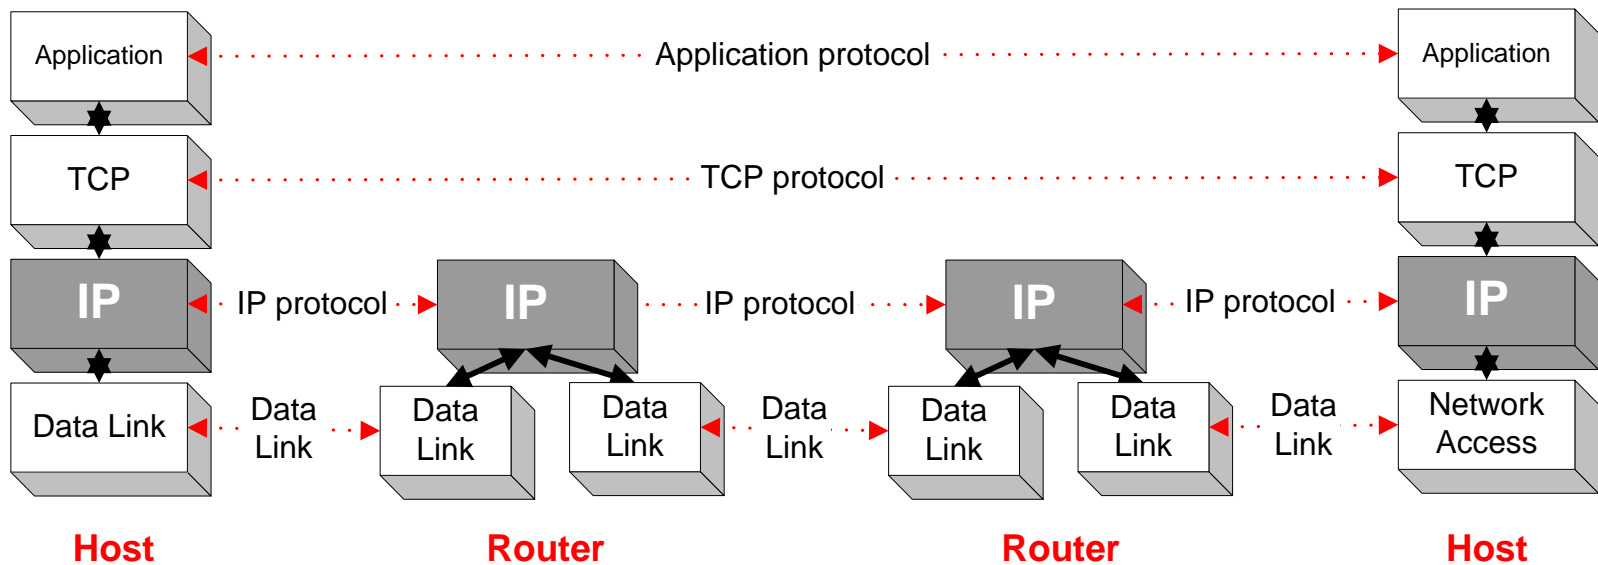 Application
Application protocol
Application
TCP
TCP protocol
TCP
IP
IP protocol
IP
IP protocol
IP
IP protocol
IP
Data Link
Data
Link
Data
Link
Data
Link
Data
Link
Data
Link
Data
Link
Data
Link
Network
Access
Host
Router
Router
Host